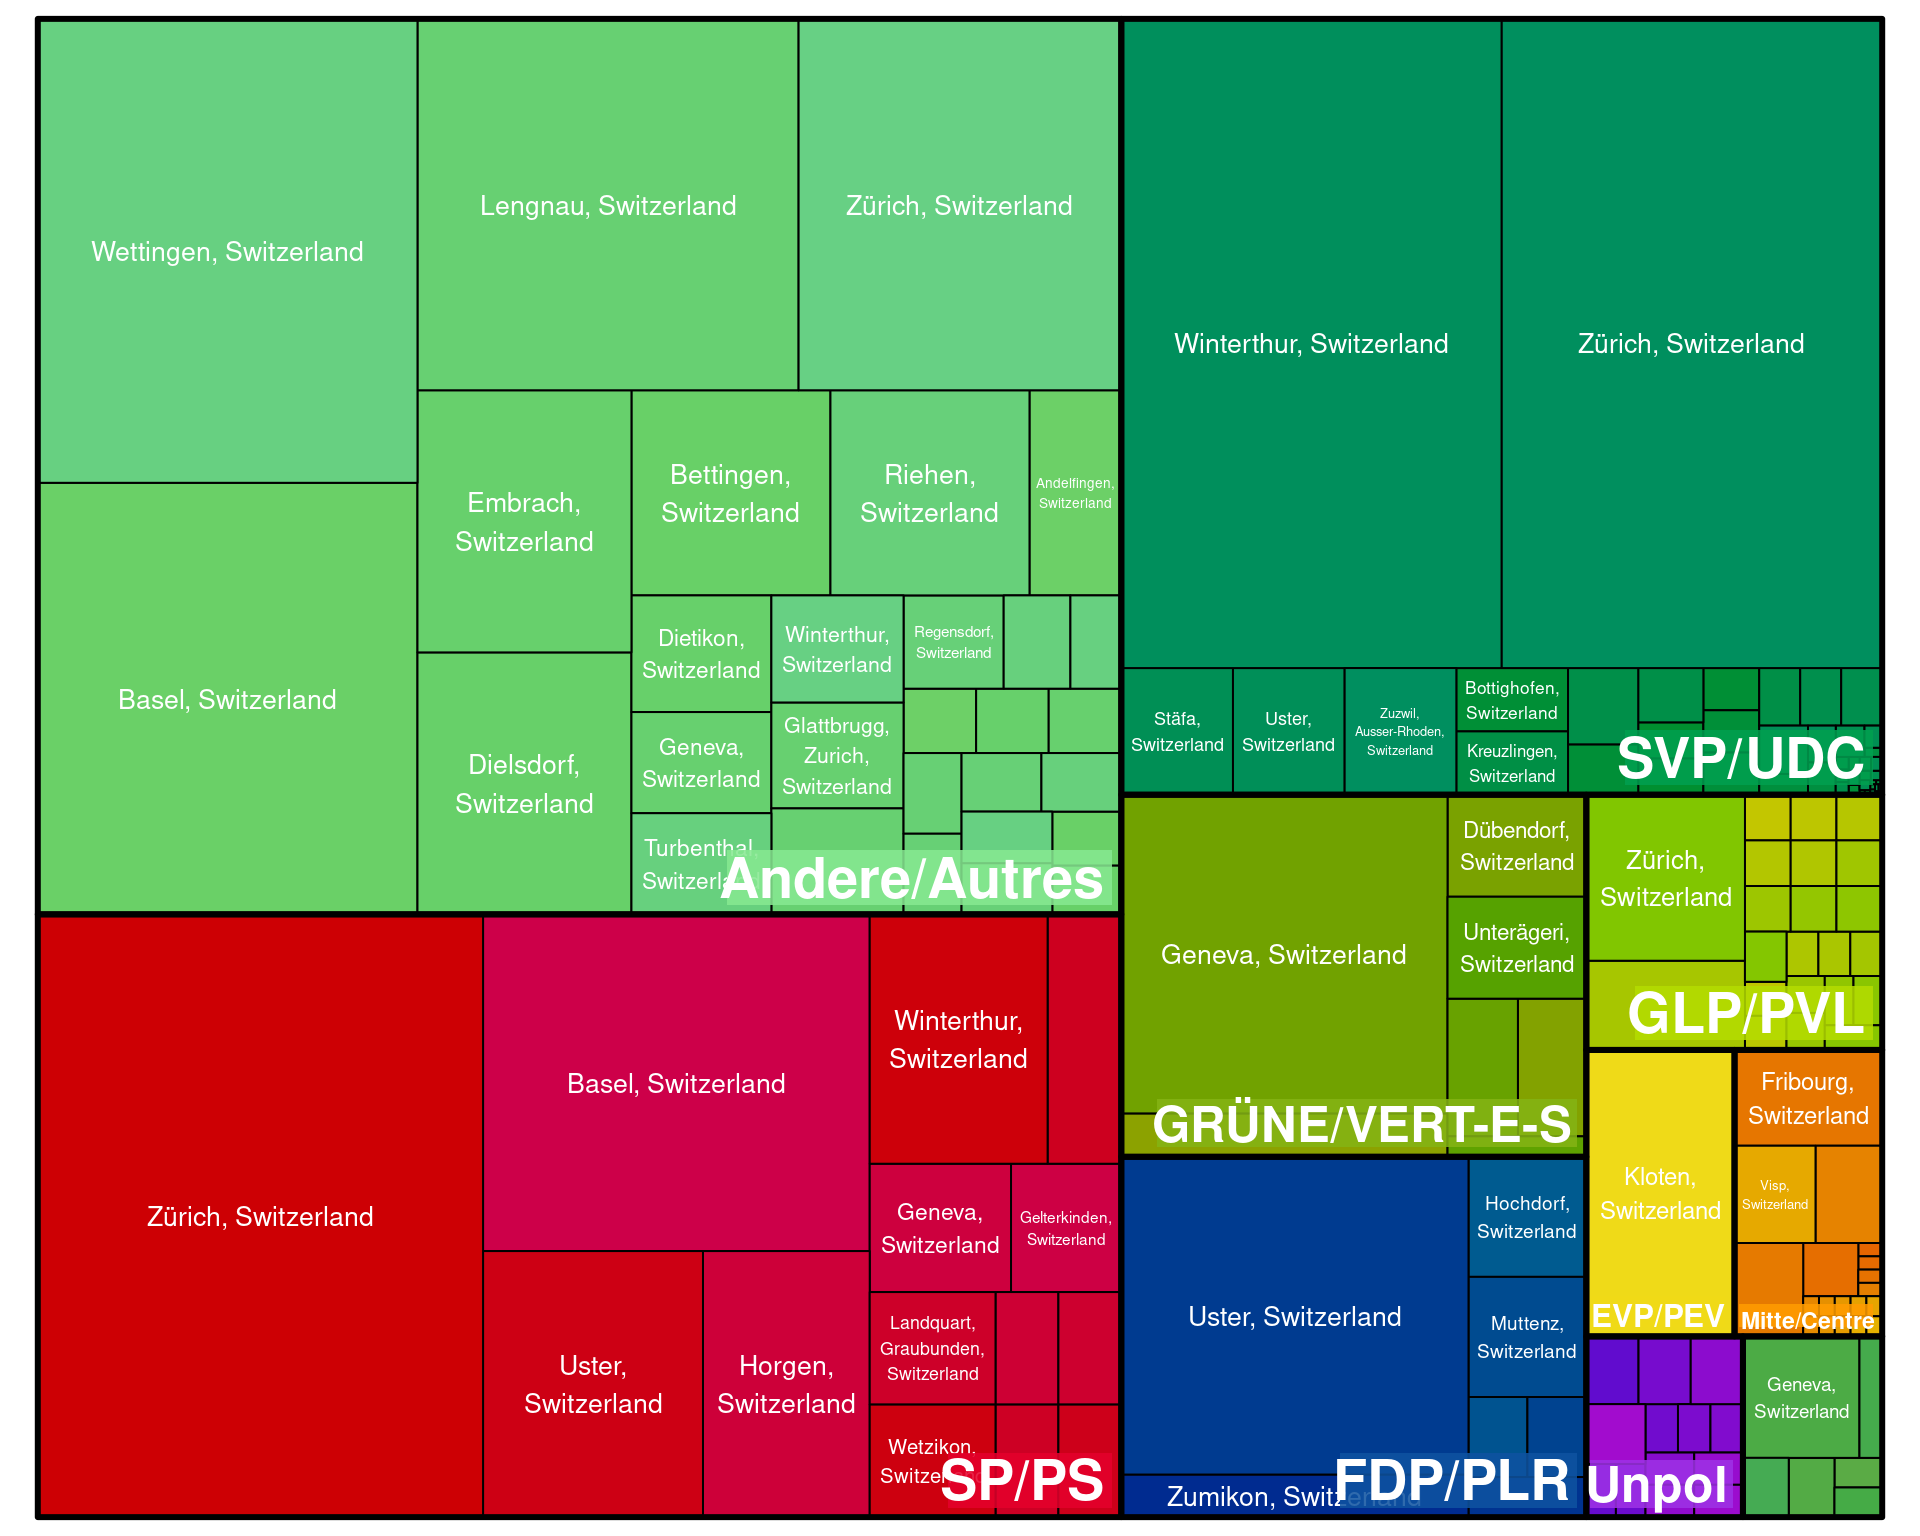 Wettingen, Switzerland
Lengnau, Switzerland
Zürich, Switzerland
Basel, Switzerland
Embrach,
Switzerland
Bettingen,
Switzerland
Riehen,
Switzerland
Andelfingen,
Switzerland
Dielsdorf,
Switzerland
Dietikon,
Switzerland
Winterthur,
Switzerland
Regensdorf,
Switzerland
Geneva,
Switzerland
Glattbrugg,
Zurich,
Switzerland
Turbenthal,
Switzerland
Andere/Autres
Winterthur, Switzerland
Zürich, Switzerland
Stäfa,
Switzerland
Uster,
Switzerland
Zuzwil,
Ausser-Rhoden,
Switzerland
Bottighofen,
Switzerland
Kreuzlingen,
Switzerland
SVP/UDC
Zürich, Switzerland
Basel, Switzerland
Winterthur,
Switzerland
Uster,
Switzerland
Horgen,
Switzerland
Geneva,
Switzerland
Gelterkinden,
Switzerland
Landquart,
Graubunden,
Switzerland
Wetzikon,
Switzerland
SP/PS
Geneva, Switzerland
Dübendorf,
Switzerland
Unterägeri,
Switzerland
GRÜNE/VERT-E-S
Zürich,
Switzerland
GLP/PVL
Uster, Switzerland
Hochdorf,
Switzerland
Muttenz,
Switzerland
Zumikon, Switzerland
FDP/PLR
Kloten,
Switzerland
EVP/PEV
Fribourg,
Switzerland
Visp,
Switzerland
Mitte/Centre
Unpol
Geneva,
Switzerland